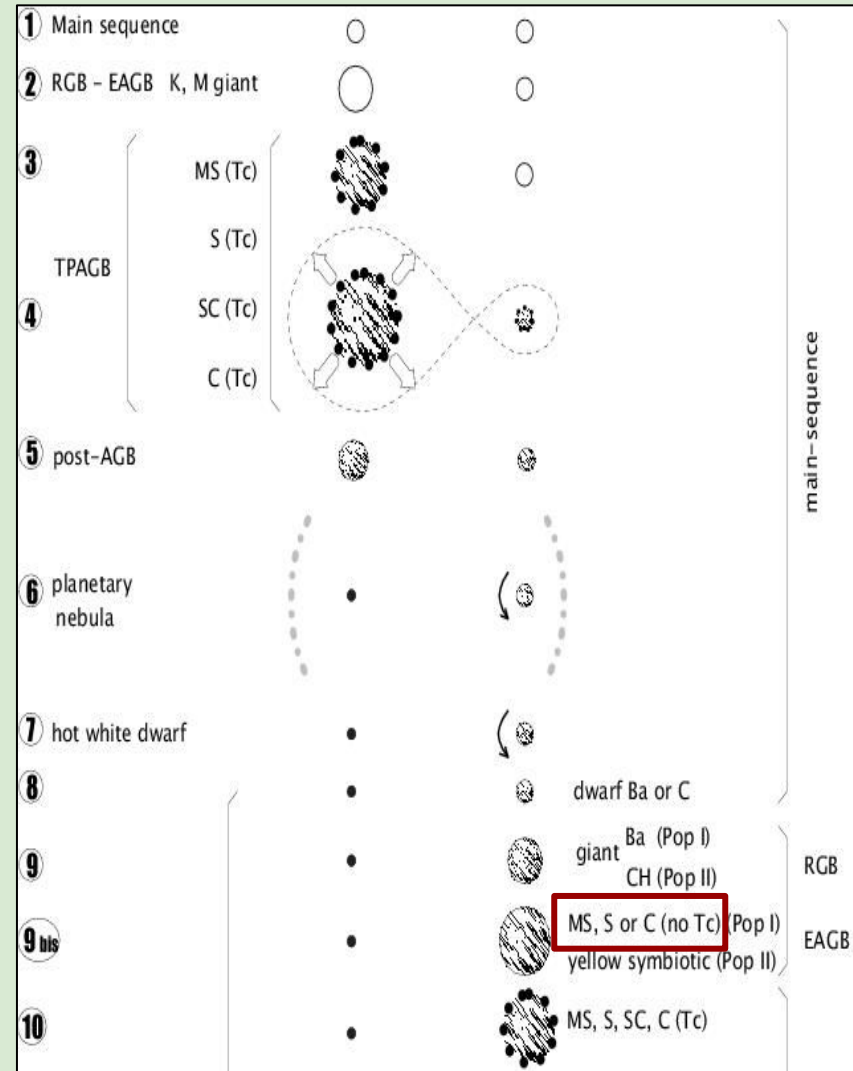 1 Main sequence
2 RGB – EAGB K, M giant
3
MS (Tc)
S (Tc)
TPAGB
4
SC (Tc)
C (Tc)
5 post–AGB
6 planetary
nebula
7 hot white dwarf
8
dwarf Ba or C
main–sequence
9
giant
Ba (Pop I)
CH (Pop II)
RGB
9 bis
MS, S or C (no Tc) (Pop I)
yellow symbiotic (Pop II)
EAGB
10
MS, S, SC, C (Tc)